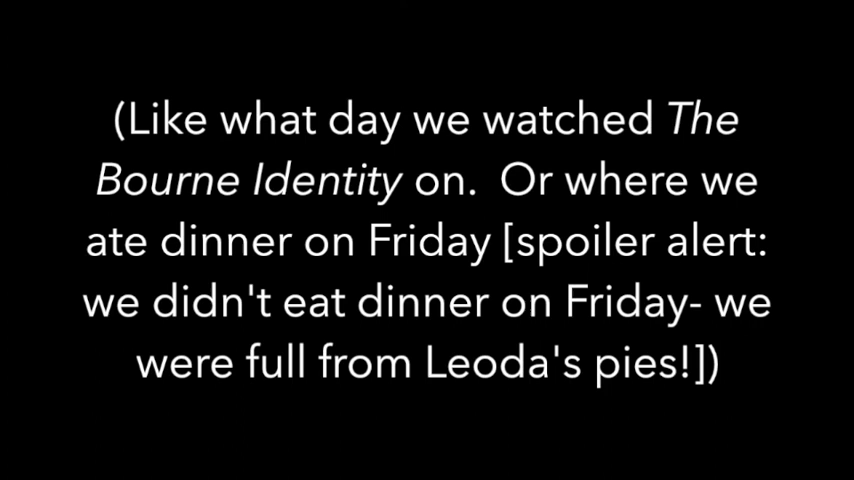 (Like what day we watched The
Bourne Identity on.  Or where we
ate dinner on Friday [spoiler alert:
we didn't eat dinner on Friday- we
were full from Leoda's pies!])